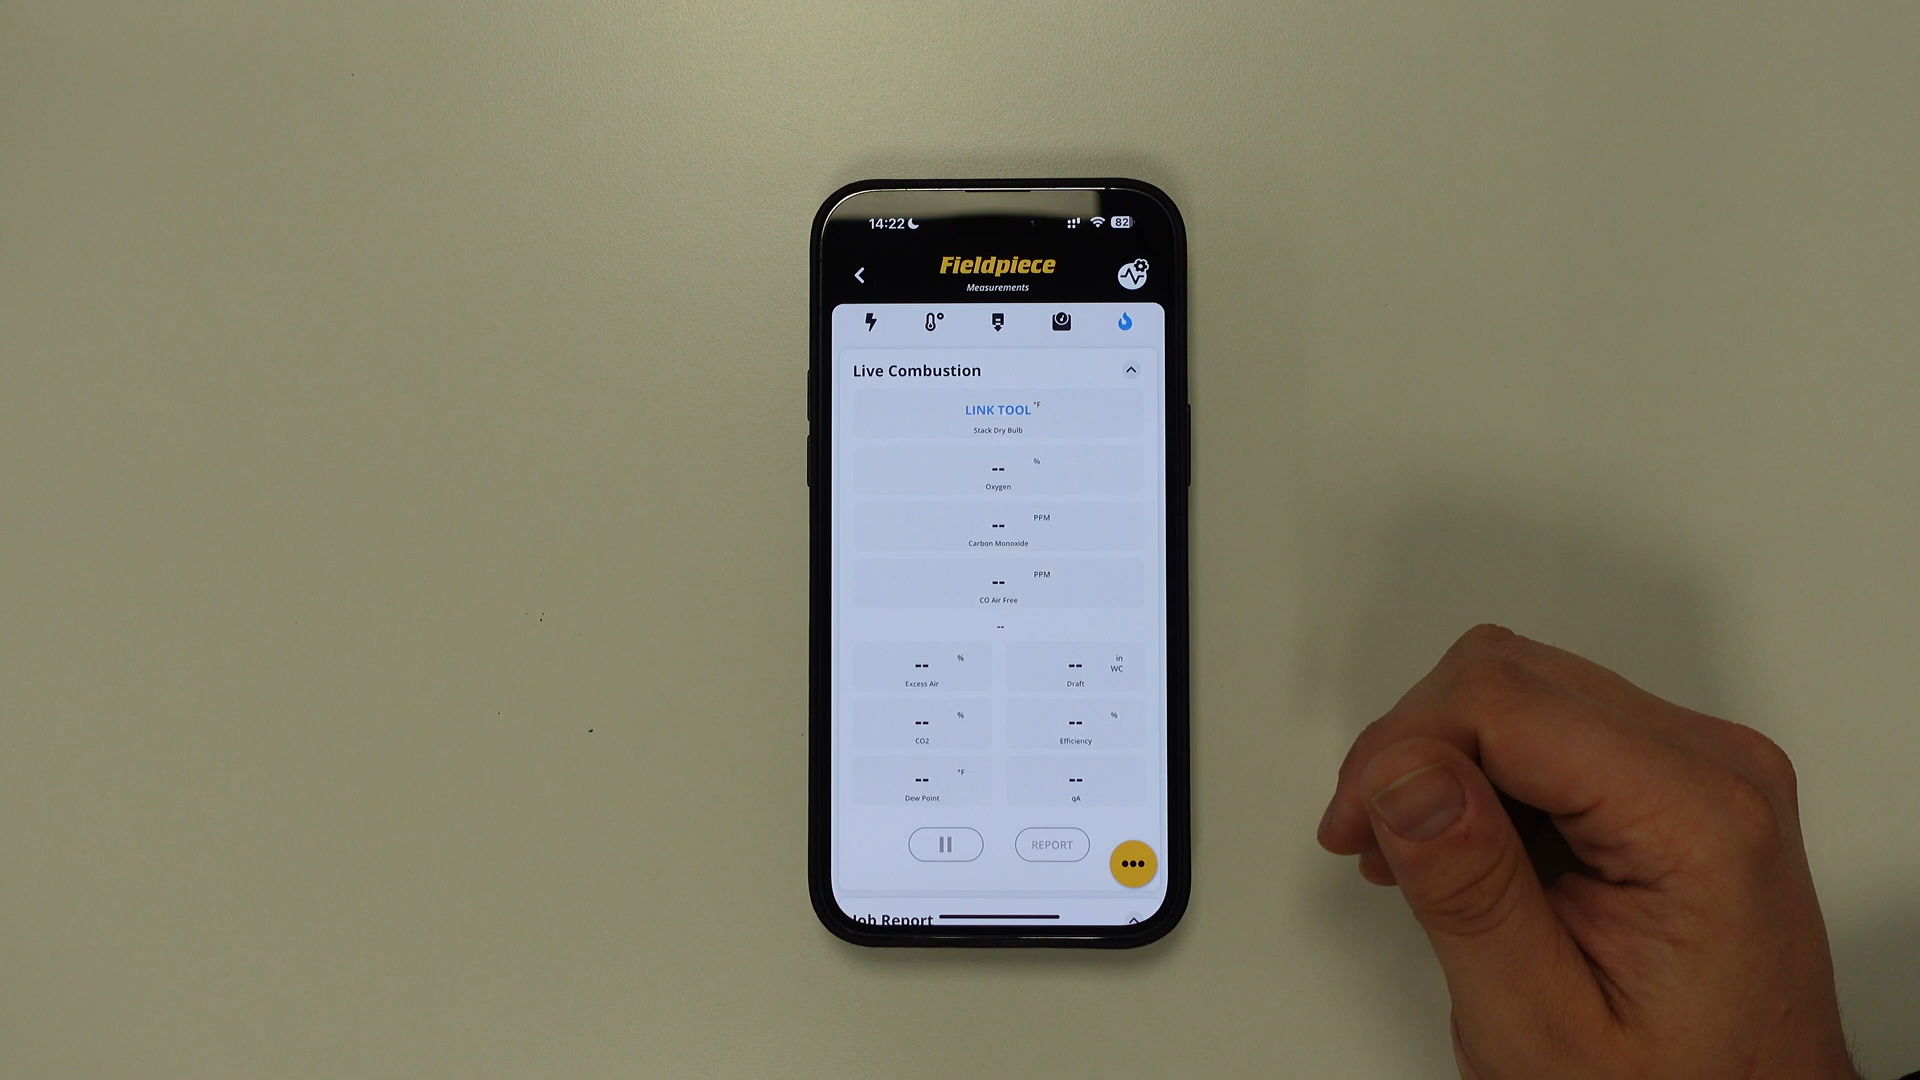 14:22
82
Fieldpiece
Measurements
Live Combustion
LINK TOOL °F
Stack Dry Bulb
-- %
Oxygen
-- PPM
Carbon Monoxide
-- PPM
CO Air Free
--
-- %
Excess Air
-- in WC
Draft
-- %
CO2
-- %
Efficiency
-- °F
Dew Point
--
qA
REPORT
Job Report